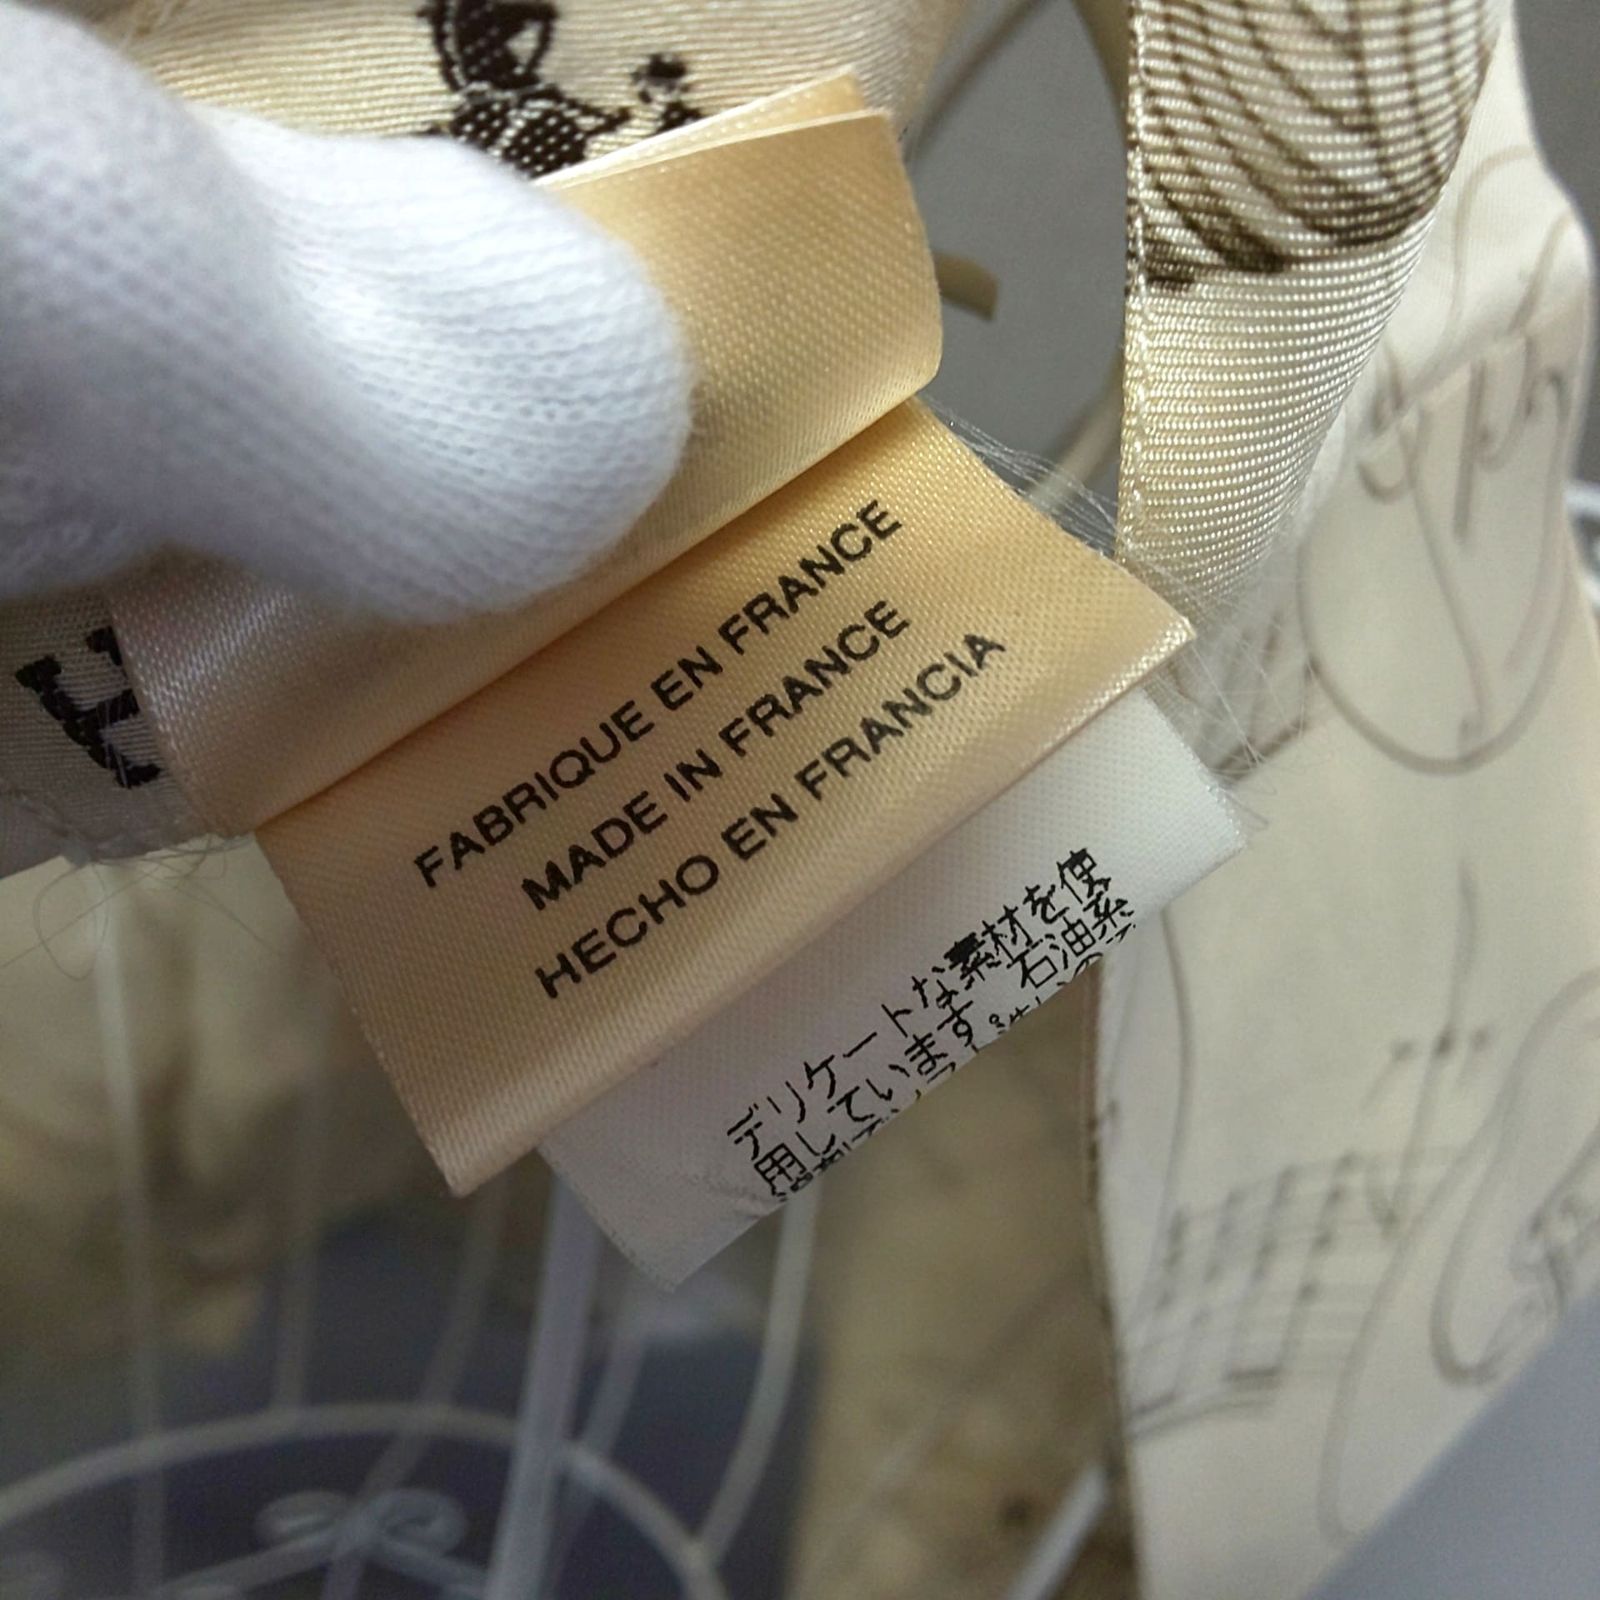 FABRIQUE EN FRANCE
MADE IN FRANCE
HECHO EN FRANCIA
デリケートな素材を使
用しています。石油系